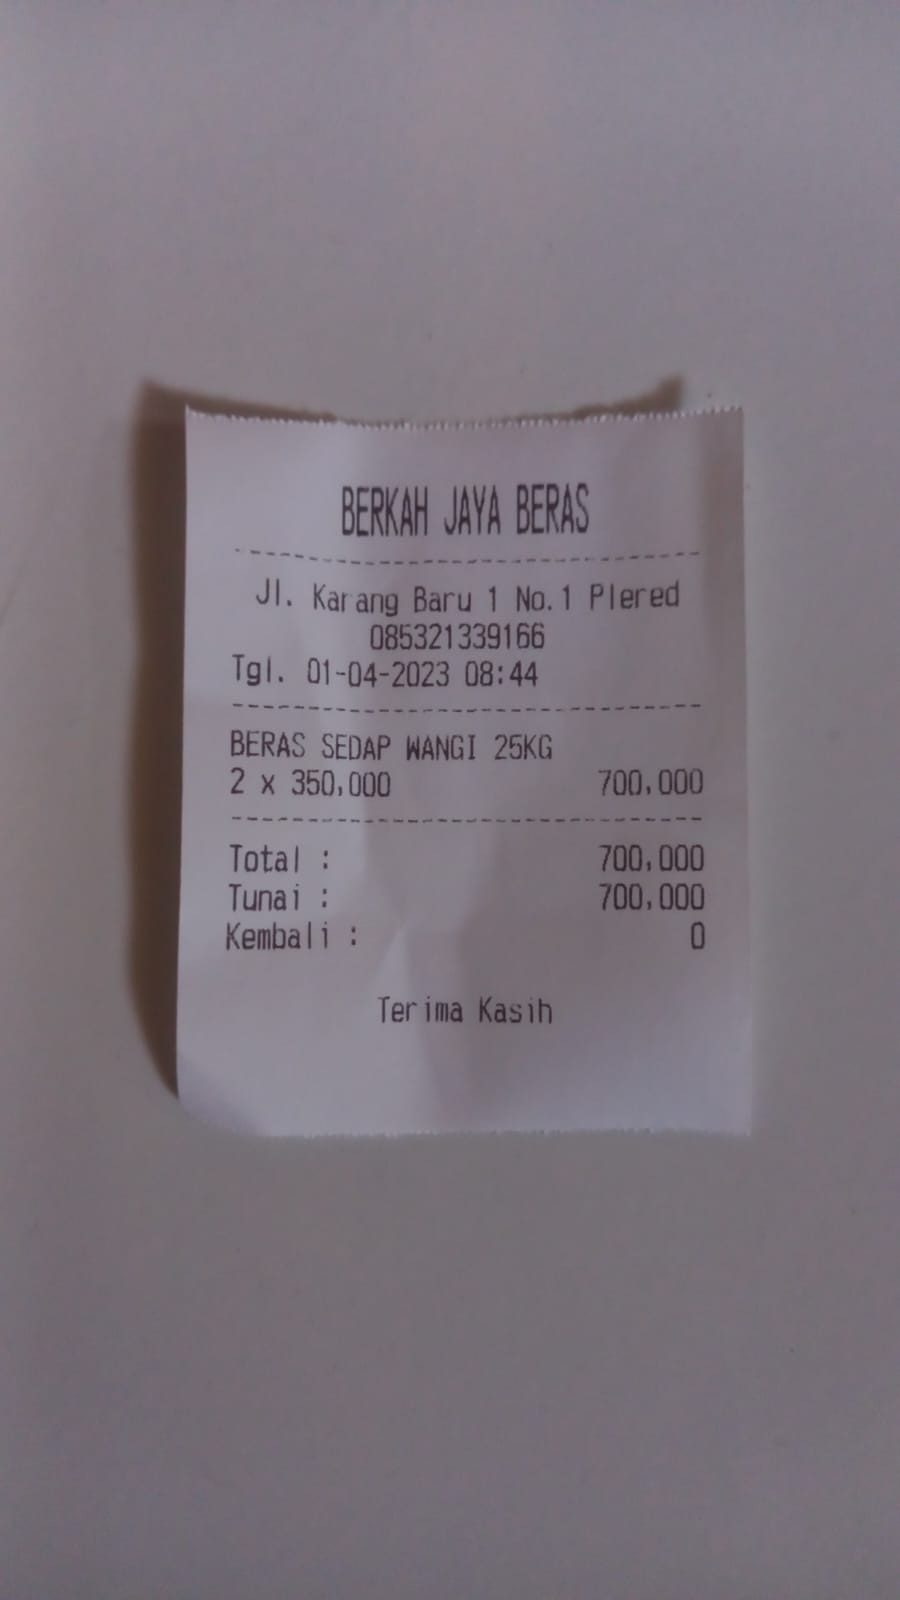 BERKAH JAYA BERAS
--------------------------------
Jl. Karang Baru 1 No.1 Plered
085321339166
Tgl. 01-04-2023 08:44
--------------------------------
BERAS SEDAP WANGI 25KG
2 x 350,000 700,000
--------------------------------
Total : 700,000
Tunai : 700,000
Kembali : 0
Terima Kasih